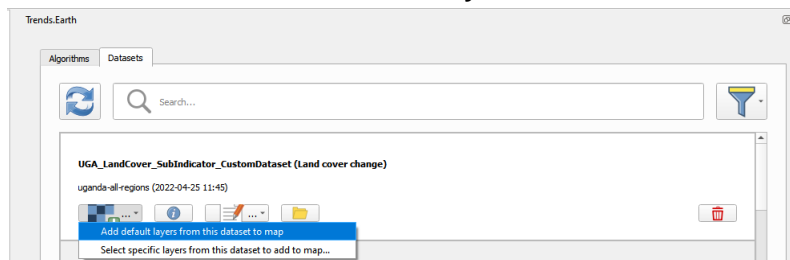 Trends.Earth
Algorithms Datasets
Search...
UGA_LandCover_SubIndicator_CustomDataset (Land cover change)
uganda-all-regions (2022-04-25 11:45)
... ...
Add default layers from this dataset to map
Select specific layers from this dataset to add to map...